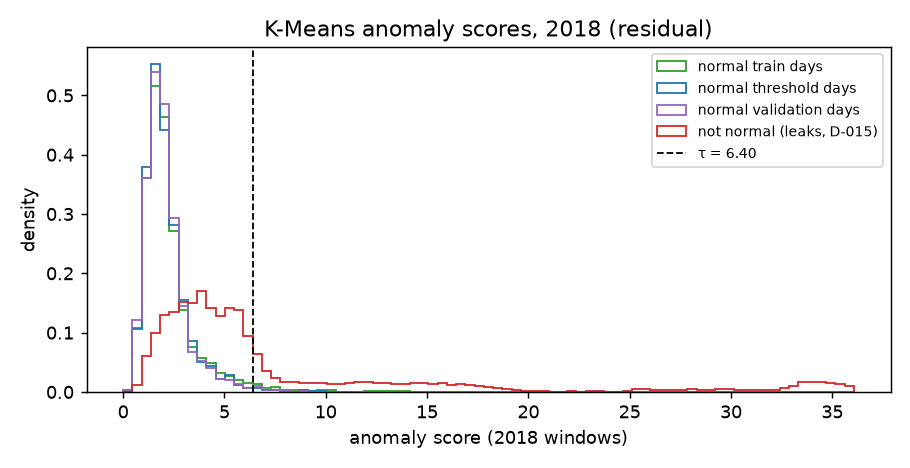 K-Means anomaly scores, 2018 (residual)
normal train days
normal threshold days
normal validation days
not normal (leaks, D-015)
τ = 6.40
density
0.5
0.4
0.3
0.2
0.1
0.0
0 5 10 15 20 25 30 35
anomaly score (2018 windows)